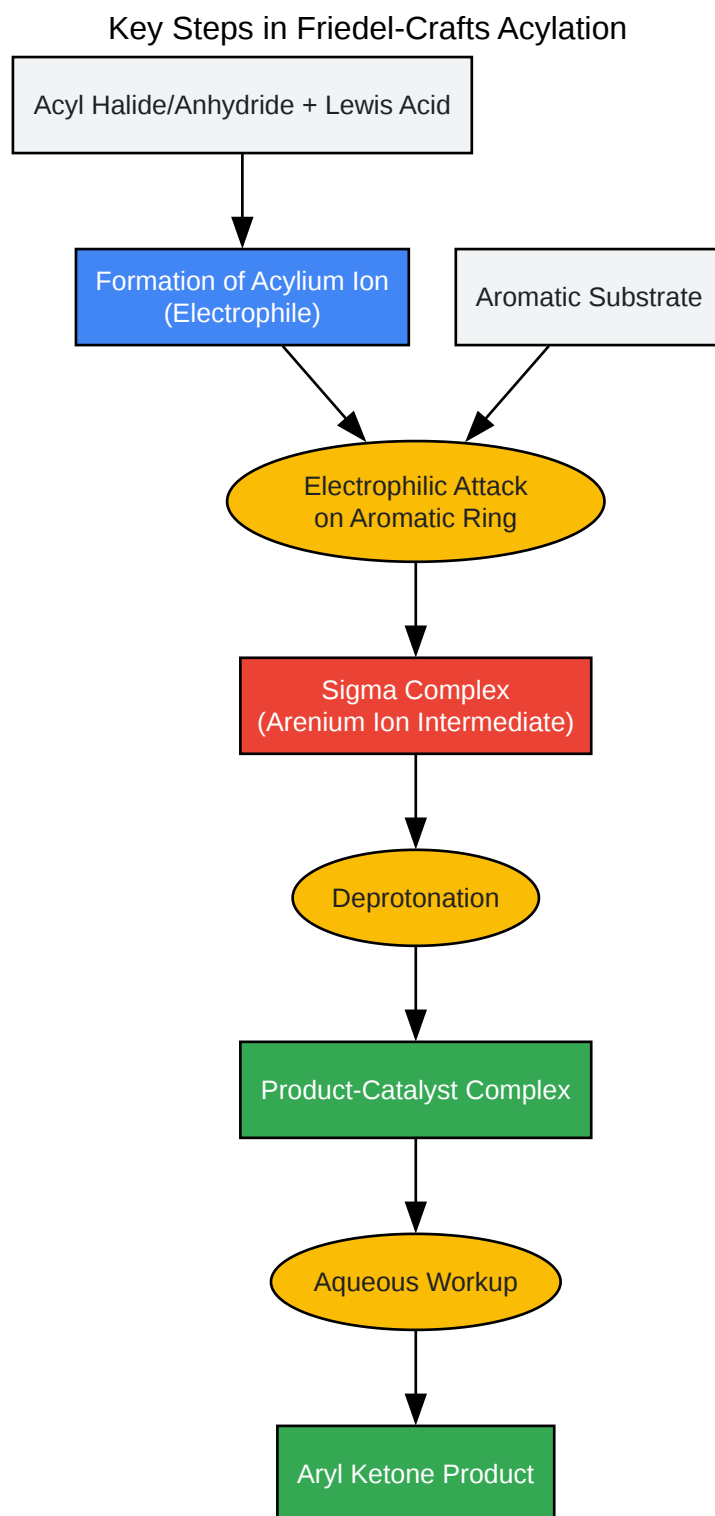 Key Steps in Friedel-Crafts Acylation
Acyl Halide/Anhydride + Lewis Acid
Formation of Acylium Ion
(Electrophile)
Aromatic Substrate
Electrophilic Attack
on Aromatic Ring
Sigma Complex
(Arenium Ion Intermediate)
Deprotonation
Product-Catalyst Complex
Aqueous Workup
Aryl Ketone Product